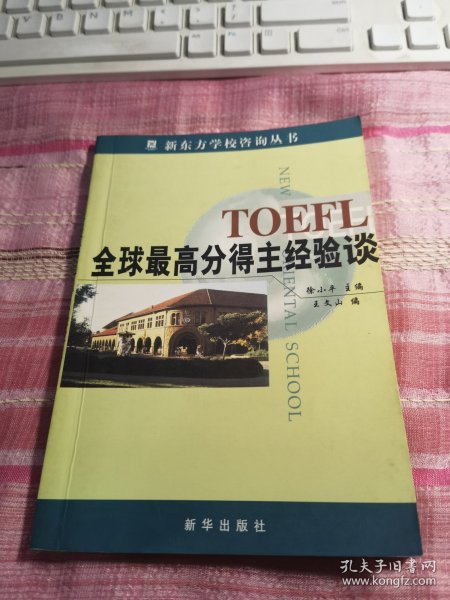 新东方学校咨询丛书
TOEFL
全球最高分得主经验谈
徐小平 主编
王文山 编
NEW ORIENTAL SCHOOL
新华出版社
孔夫子旧书网
www.kongfz.com